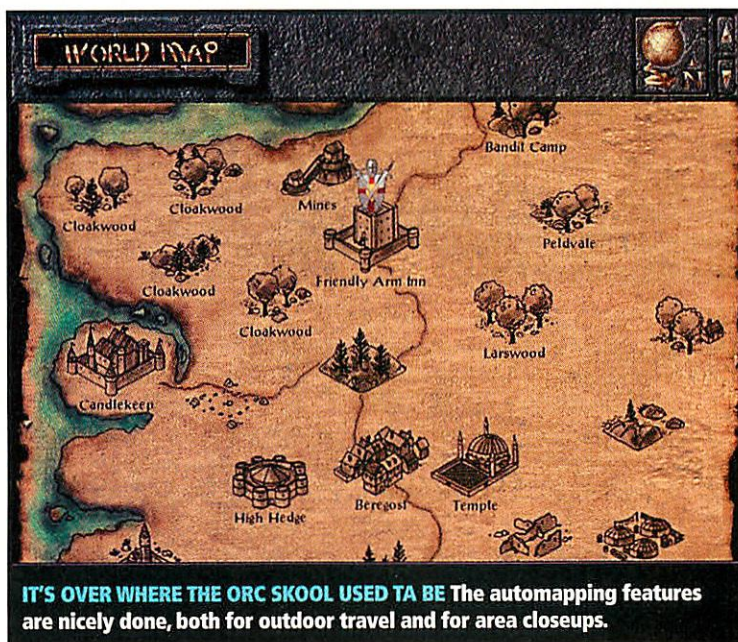 WORLD MAP
N
Bandit Camp
Cloakwood
Cloakwood
Mines
Peldvale
Cloakwood
Friendly Arm Inn
Cloakwood
Larswood
Candlekeep
High Hedge
Beregost
Temple
IT'S OVER WHERE THE ORC SKOOL USED TA BE The automapping features
are nicely done, both for outdoor travel and for area closeups.